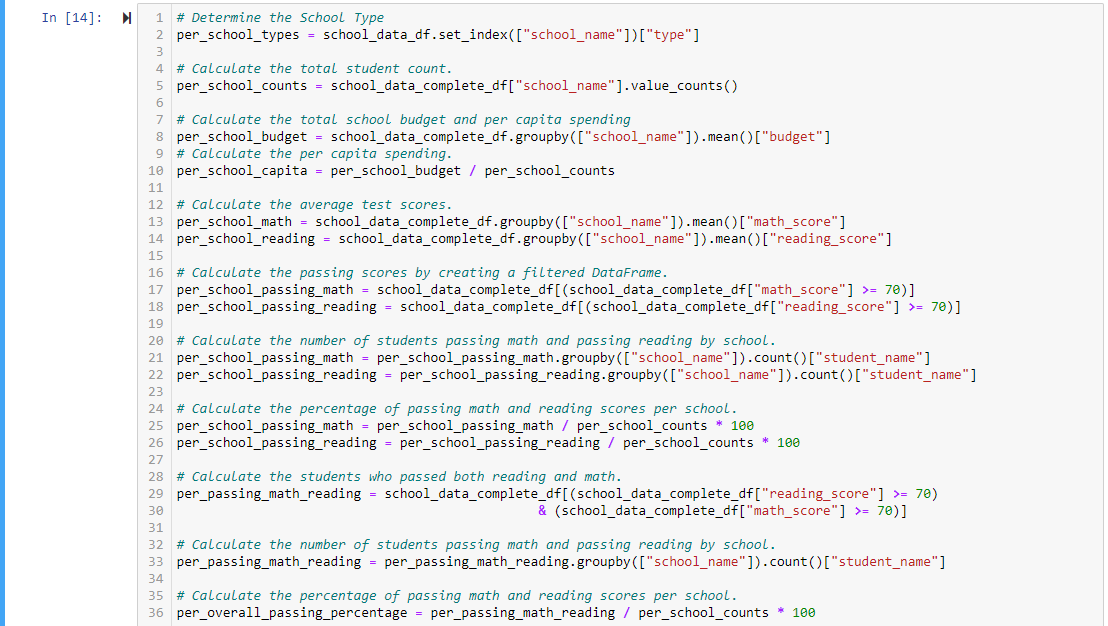 In [14]:
1 # Determine the School Type
2 per_school_types = school_data_df.set_index(["school_name"])["type"]
3
4 # Calculate the total student count.
5 per_school_counts = school_data_complete_df["school_name"].value_counts()
6
7 # Calculate the total school budget and per capita spending
8 per_school_budget = school_data_complete_df.groupby(["school_name"]).mean()["budget"]
9 # Calculate the per capita spending.
10 per_school_capita = per_school_budget / per_school_counts
11
12 # Calculate the average test scores.
13 per_school_math = school_data_complete_df.groupby(["school_name"]).mean()["math_score"]
14 per_school_reading = school_data_complete_df.groupby(["school_name"]).mean()["reading_score"]
15
16 # Calculate the passing scores by creating a filtered DataFrame.
17 per_school_passing_math = school_data_complete_df[(school_data_complete_df["math_score"] >= 70)]
18 per_school_passing_reading = school_data_complete_df[(school_data_complete_df["reading_score"] >= 70)]
19
20 # Calculate the number of students passing math and passing reading by school.
21 per_school_passing_math = per_school_passing_math.groupby(["school_name"]).count()["student_name"]
22 per_school_passing_reading = per_school_passing_reading.groupby(["school_name"]).count()["student_name"]
23
24 # Calculate the percentage of passing math and reading scores per school.
25 per_school_passing_math = per_school_passing_math / per_school_counts * 100
26 per_school_passing_reading = per_school_passing_reading / per_school_counts * 100
27
28 # Calculate the students who passed both reading and math.
29 per_passing_math_reading = school_data_complete_df[(school_data_complete_df["reading_score"] >= 70)
30 & (school_data_complete_df["math_score"] >= 70)]
31
32 # Calculate the number of students passing math and passing reading by school.
33 per_passing_math_reading = per_passing_math_reading.groupby(["school_name"]).count()["student_name"]
34
35 # Calculate the percentage of passing math and reading scores per school.
36 per_overall_passing_percentage = per_passing_math_reading / per_school_counts * 100